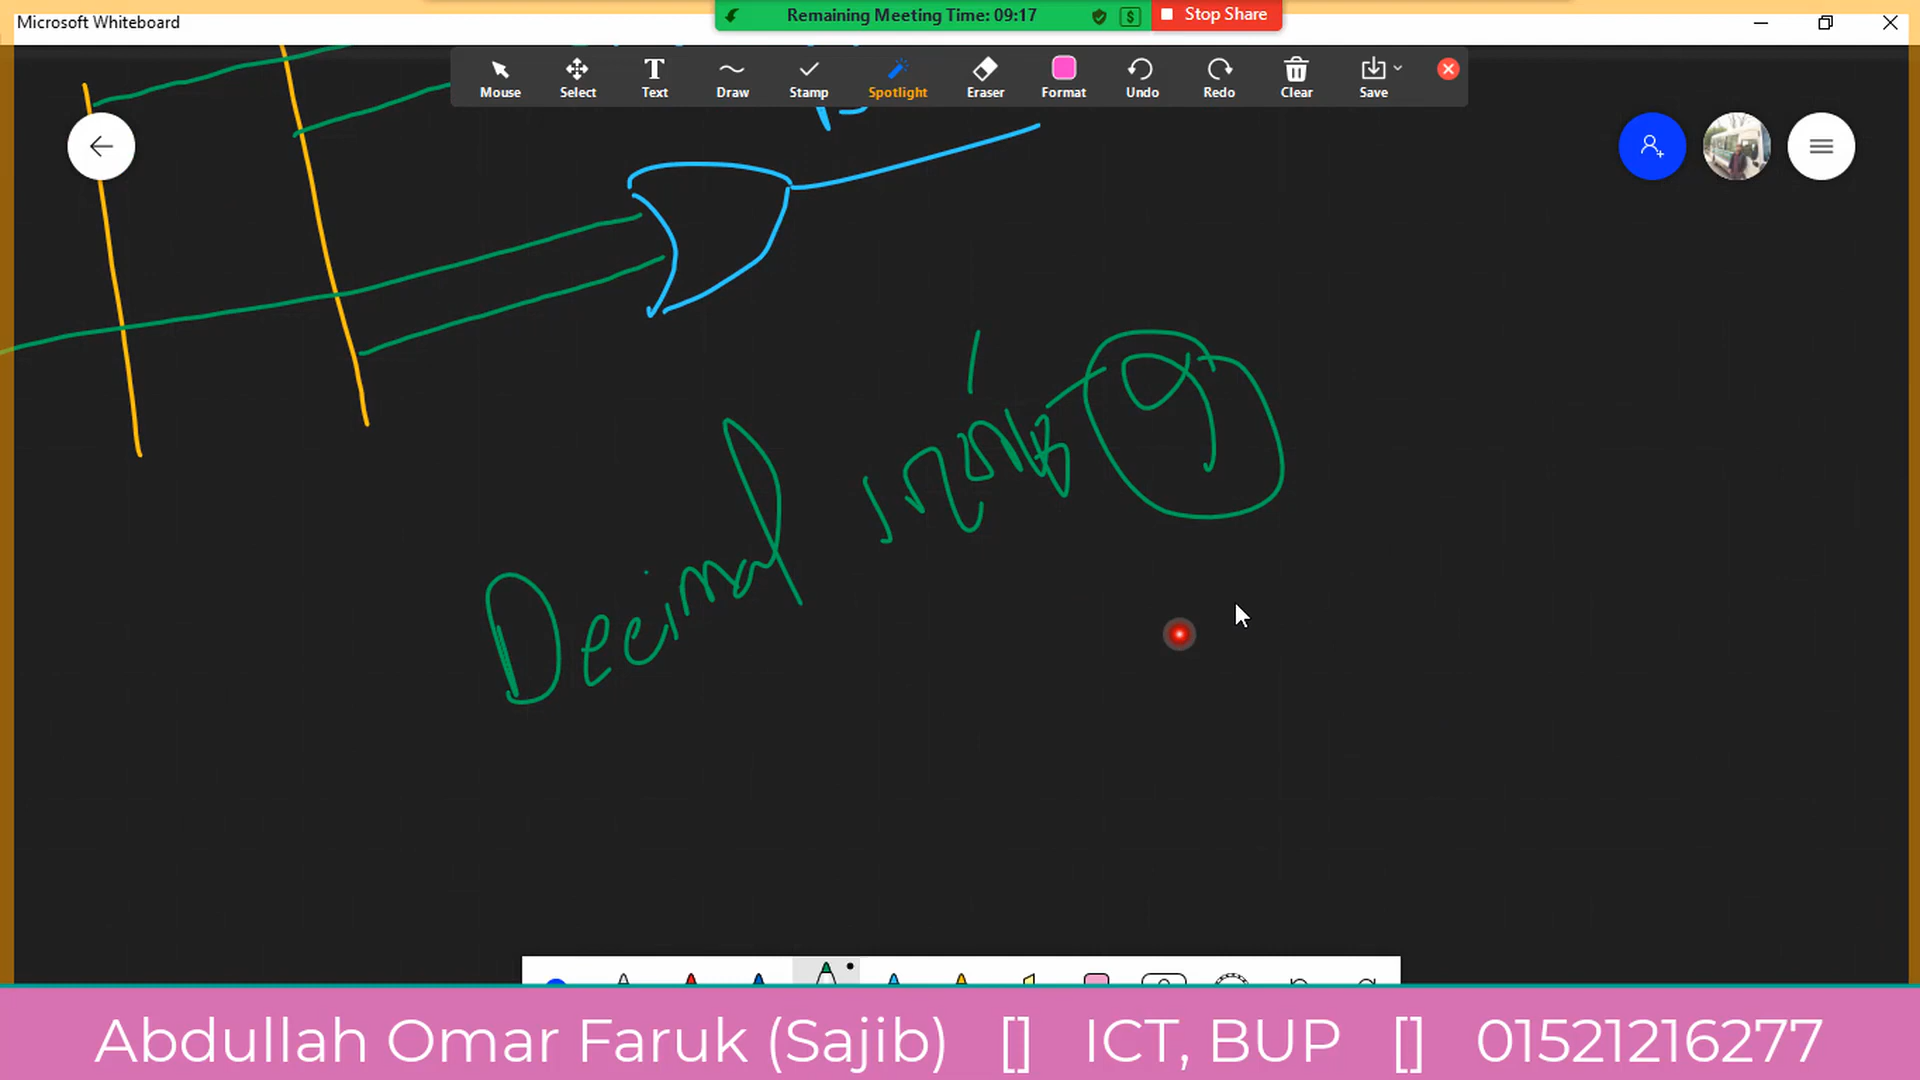 Remaining Meeting Time: 09:17
$
Stop Share
Microsoft Whiteboard
Mouse
Select
Text
Draw
Stamp
Spotlight
Eraser
Format
Undo
Redo
Clear
Save
Decimal
9
Abdullah Omar Faruk (Sajib) [] ICT, BUP [] 01521216277